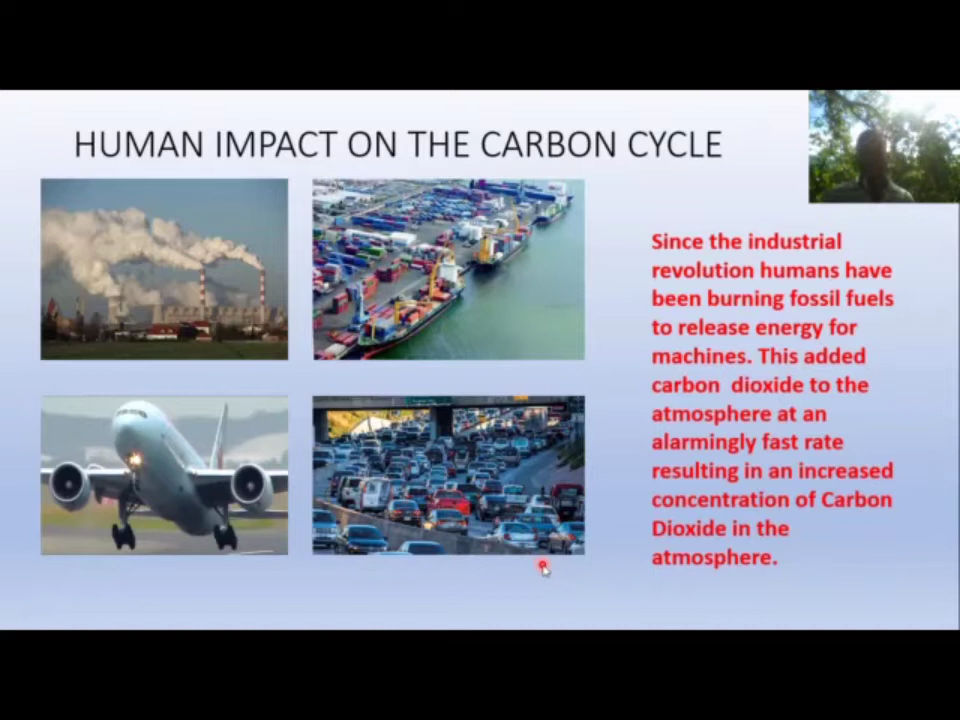 HUMAN IMPACT ON THE CARBON CYCLE
Since the industrial
revolution humans have
been burning fossil fuels
to release energy for
machines. This added
carbon dioxide to the
atmosphere at an
alarmingly fast rate
resulting in an increased
concentration of Carbon
Dioxide in the
atmosphere.